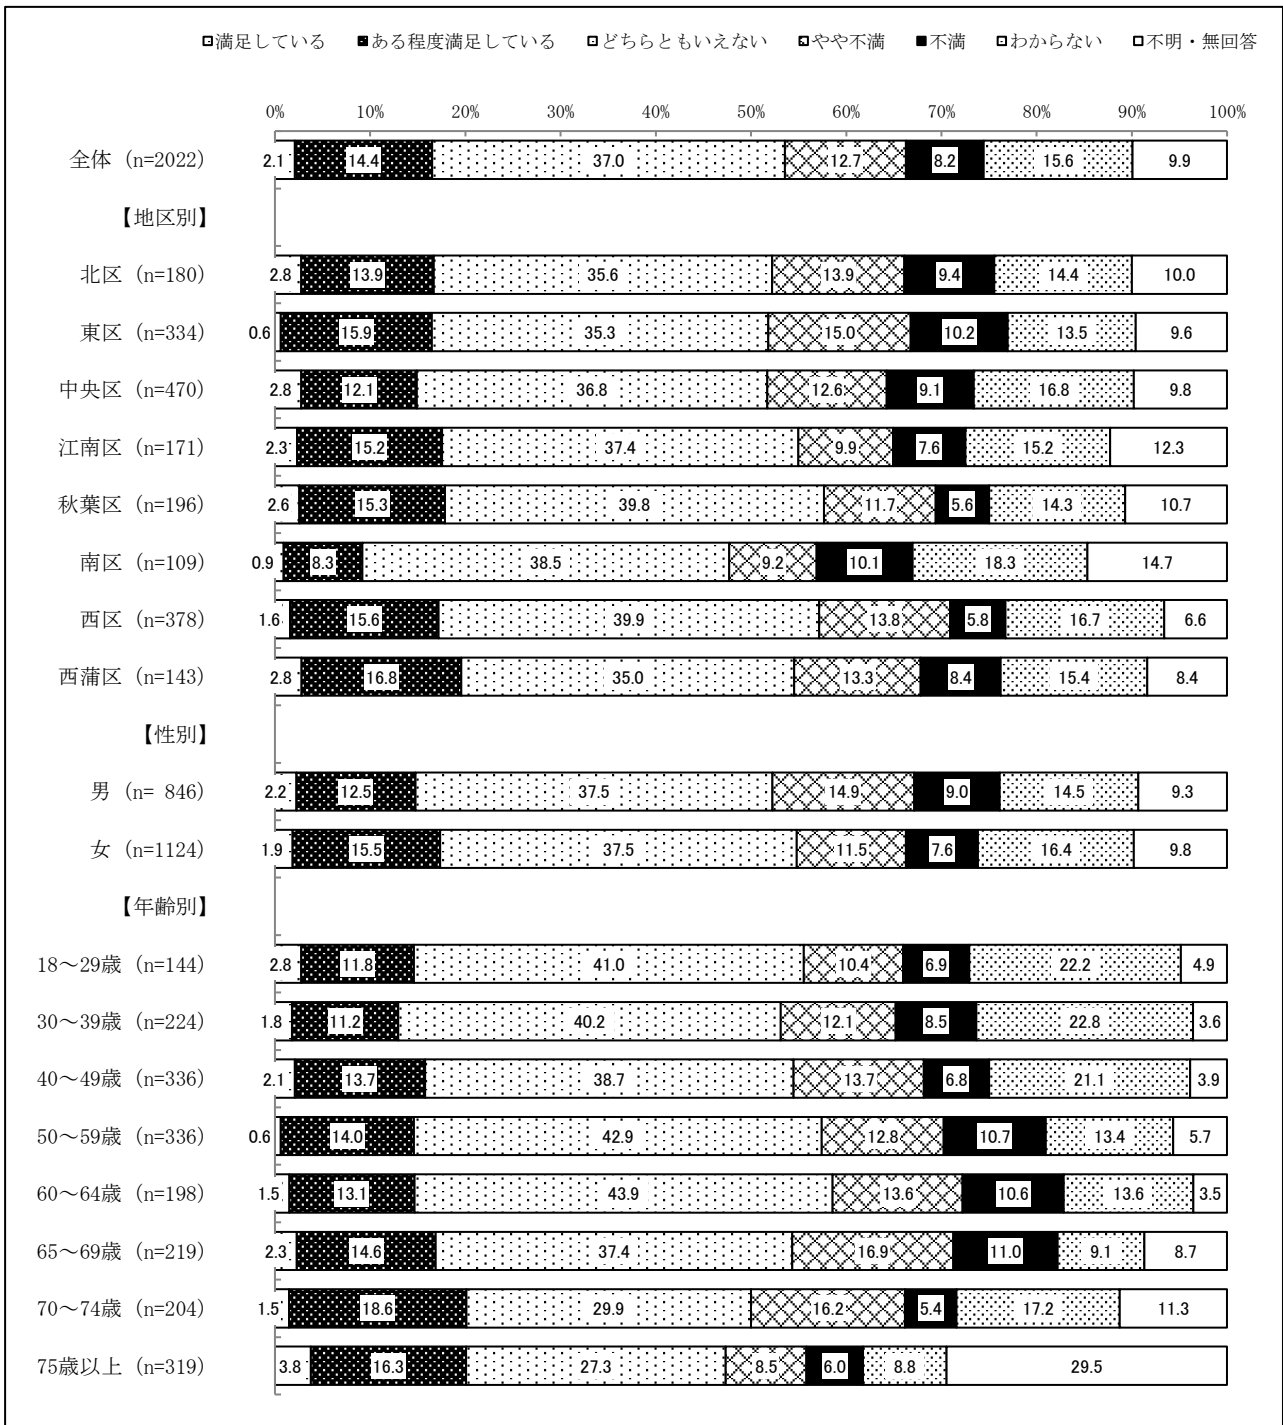 満足している ある程度満足している どちらともいえない やや不満 不満 わからない 不明・無回答
0% 10% 20% 30% 40% 50% 60% 70% 80% 90% 100%
全体 (n=2022) 2.1 14.4 37.0 12.7 8.2 15.6 9.9
【地区別】
北区 (n=180) 2.8 13.9 35.6 13.9 9.4 14.4 10.0
東区 (n=334) 0.6 15.9 35.3 15.0 10.2 13.5 9.6
中央区 (n=470) 2.8 12.1 36.8 12.6 9.1 16.8 9.8
江南区 (n=171) 2.3 15.2 37.4 9.9 7.6 15.2 12.3
秋葉区 (n=196) 2.6 15.3 39.8 11.7 5.6 14.3 10.7
南区 (n=109) 0.9 8.3 38.5 9.2 10.1 18.3 14.7
西区 (n=378) 1.6 15.6 39.9 13.8 5.8 16.7 6.6
西蒲区 (n=143) 2.8 16.8 35.0 13.3 8.4 15.4 8.4
【性別】
男 (n= 846) 2.2 12.5 37.5 14.9 9.0 14.5 9.3
女 (n=1124) 1.9 15.5 37.5 11.5 7.6 16.4 9.8
【年齢別】
18～29歳 (n=144) 2.8 11.8 41.0 10.4 6.9 22.2 4.9
30～39歳 (n=224) 1.8 11.2 40.2 12.1 8.5 22.8 3.6
40～49歳 (n=336) 2.1 13.7 38.7 13.7 6.8 21.1 3.9
50～59歳 (n=336) 0.6 14.0 42.9 12.8 10.7 13.4 5.7
60～64歳 (n=198) 1.5 13.1 43.9 13.6 10.6 13.6 3.5
65～69歳 (n=219) 2.3 14.6 37.4 16.9 11.0 9.1 8.7
70～74歳 (n=204) 1.5 18.6 29.9 16.2 5.4 17.2 11.3
75歳以上 (n=319) 3.8 16.3 27.3 8.5 6.0 8.8 29.5